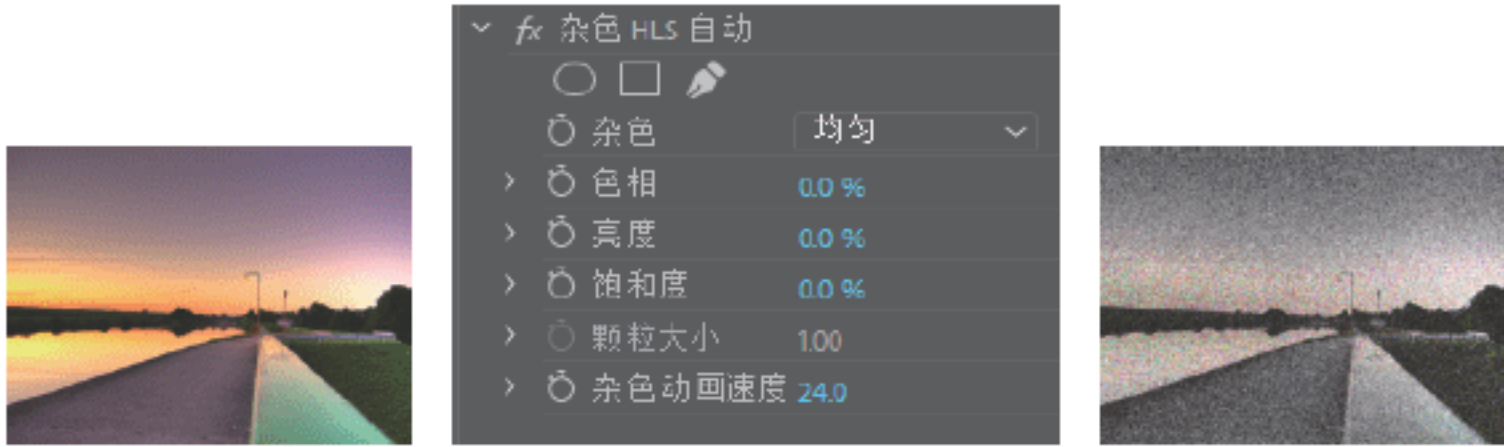 fx 杂色 HLS 自动
杂色 均匀
色相 0.0 %
亮度 0.0 %
饱和度 0.0 %
颗粒大小 1.00
杂色动画速度 24.0